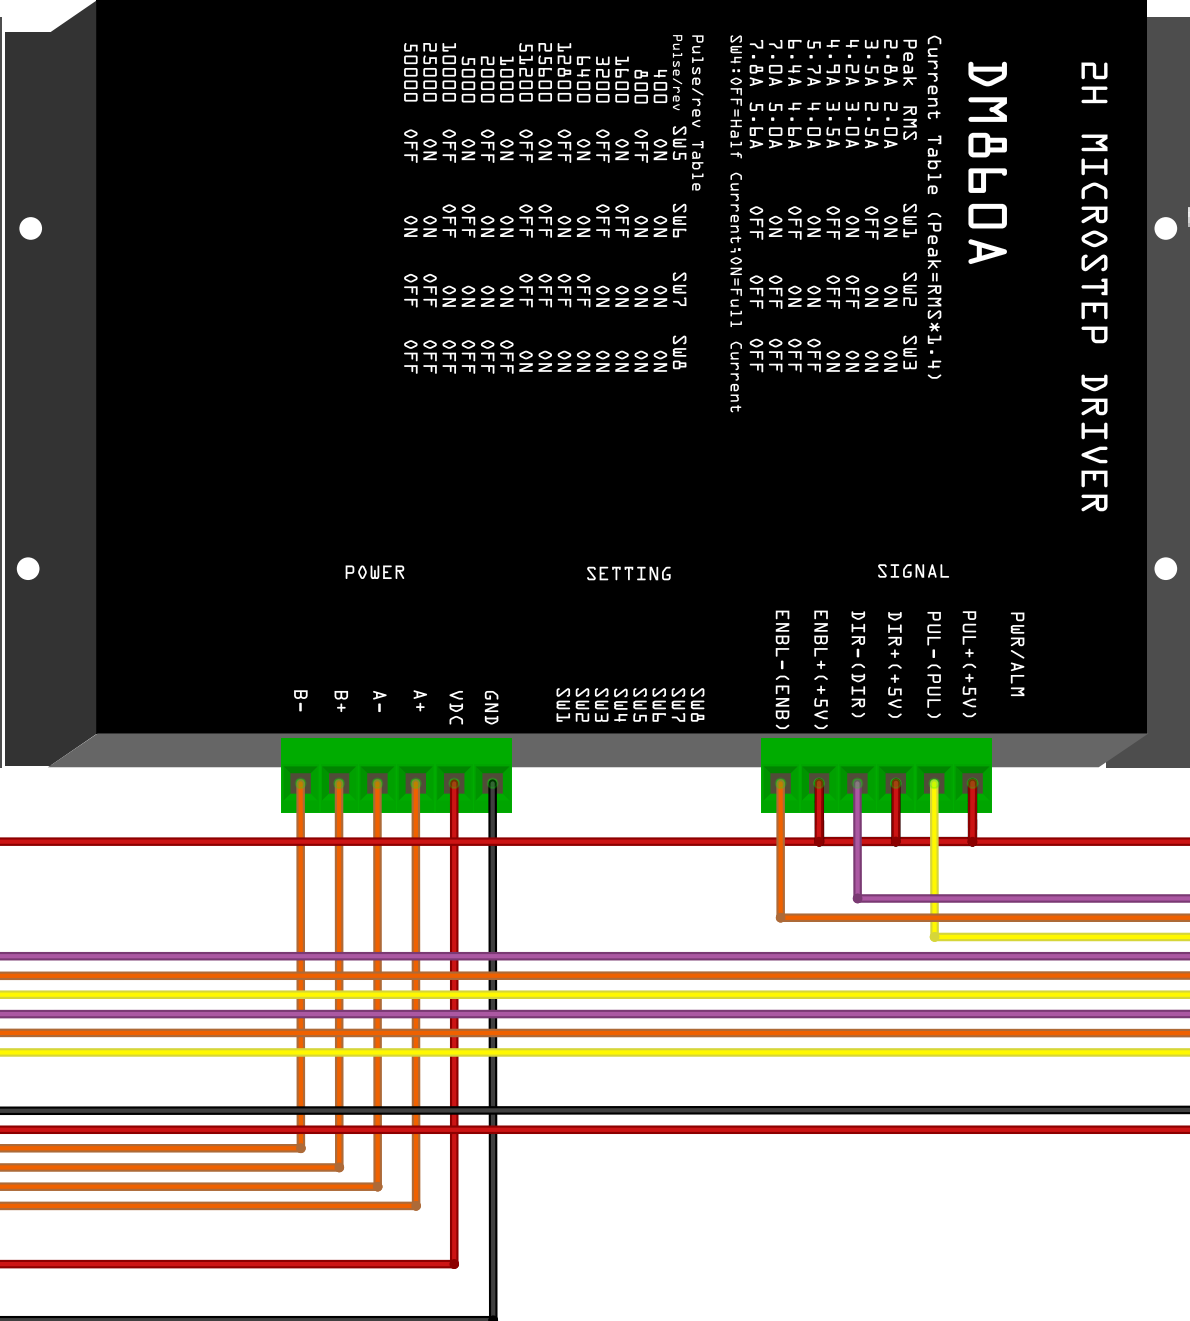 2H MICROSTEP DRIVER
DM860A
Current Table (Peak=RMS*1.4)
Peak RMS SW1 SW2 SW3
2.8A 2.0A ON ON ON
3.5A 2.5A OFF ON ON
4.2A 3.0A ON OFF ON
4.9A 3.5A OFF OFF ON
5.7A 4.0A ON ON OFF
6.4A 4.6A OFF ON OFF
7.0A 5.0A ON OFF OFF
7.8A 5.6A OFF OFF OFF
SW4:OFF=Half Current;ON=Full Current
Pulse/rev Table
Pulse/rev SW5 SW6 SW7 SW8
400 ON ON ON ON
800 OFF ON ON ON
1600 ON OFF ON ON
3200 OFF OFF ON ON
6400 ON ON OFF ON
12800 OFF ON OFF ON
25600 ON OFF OFF ON
51200 OFF OFF OFF ON
1000 ON ON ON OFF
2000 OFF ON ON OFF
5000 ON OFF ON OFF
10000 OFF OFF ON OFF
25000 ON ON OFF OFF
50000 OFF ON OFF OFF
POWER
SETTING
SIGNAL
PWR/ALM
PUL+(+5V)
PUL-(PUL)
DIR+(+5V)
DIR-(DIR)
ENBL+(+5V)
ENBL-(ENB)
SW8
SW7
SW6
SW5
SW4
SW3
SW2
SW1
GND
VDC
A+
A-
B+
B-